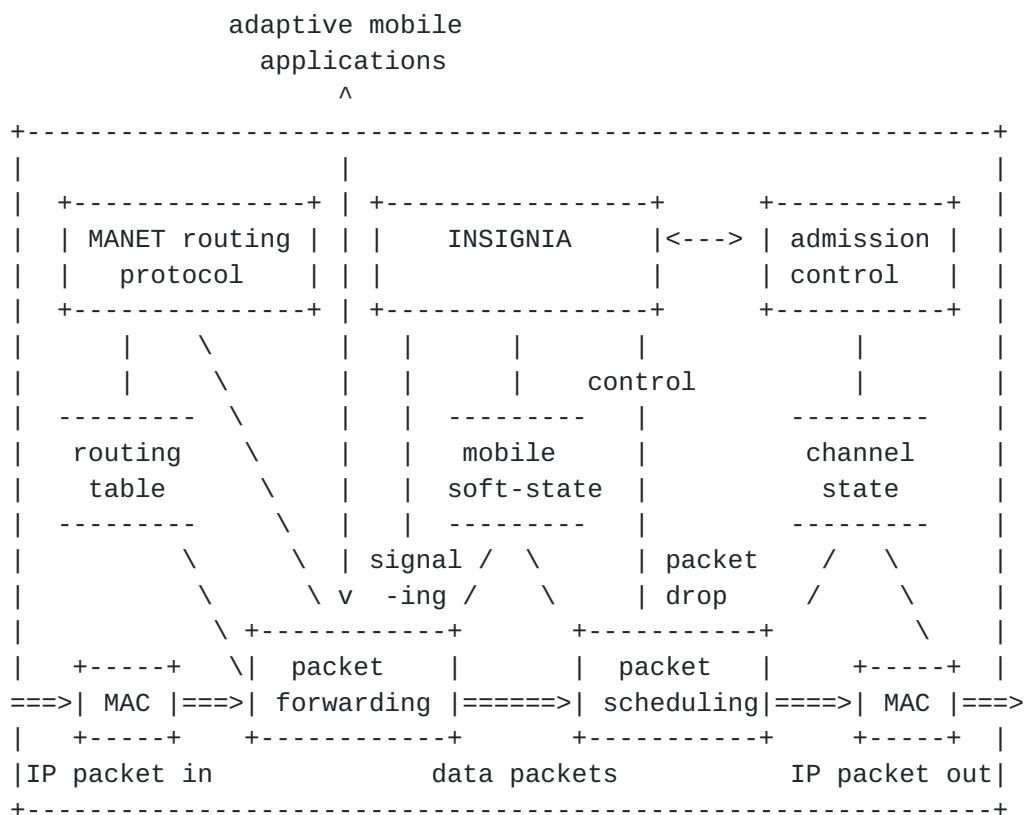 adaptive mobile
applications
MANET routing INSIGNIA admission
protocol control
control
routing mobile channel
table soft-state state
signal packet
-ing drop
packet packet
MAC forwarding scheduling MAC
IP packet in data packets IP packet out